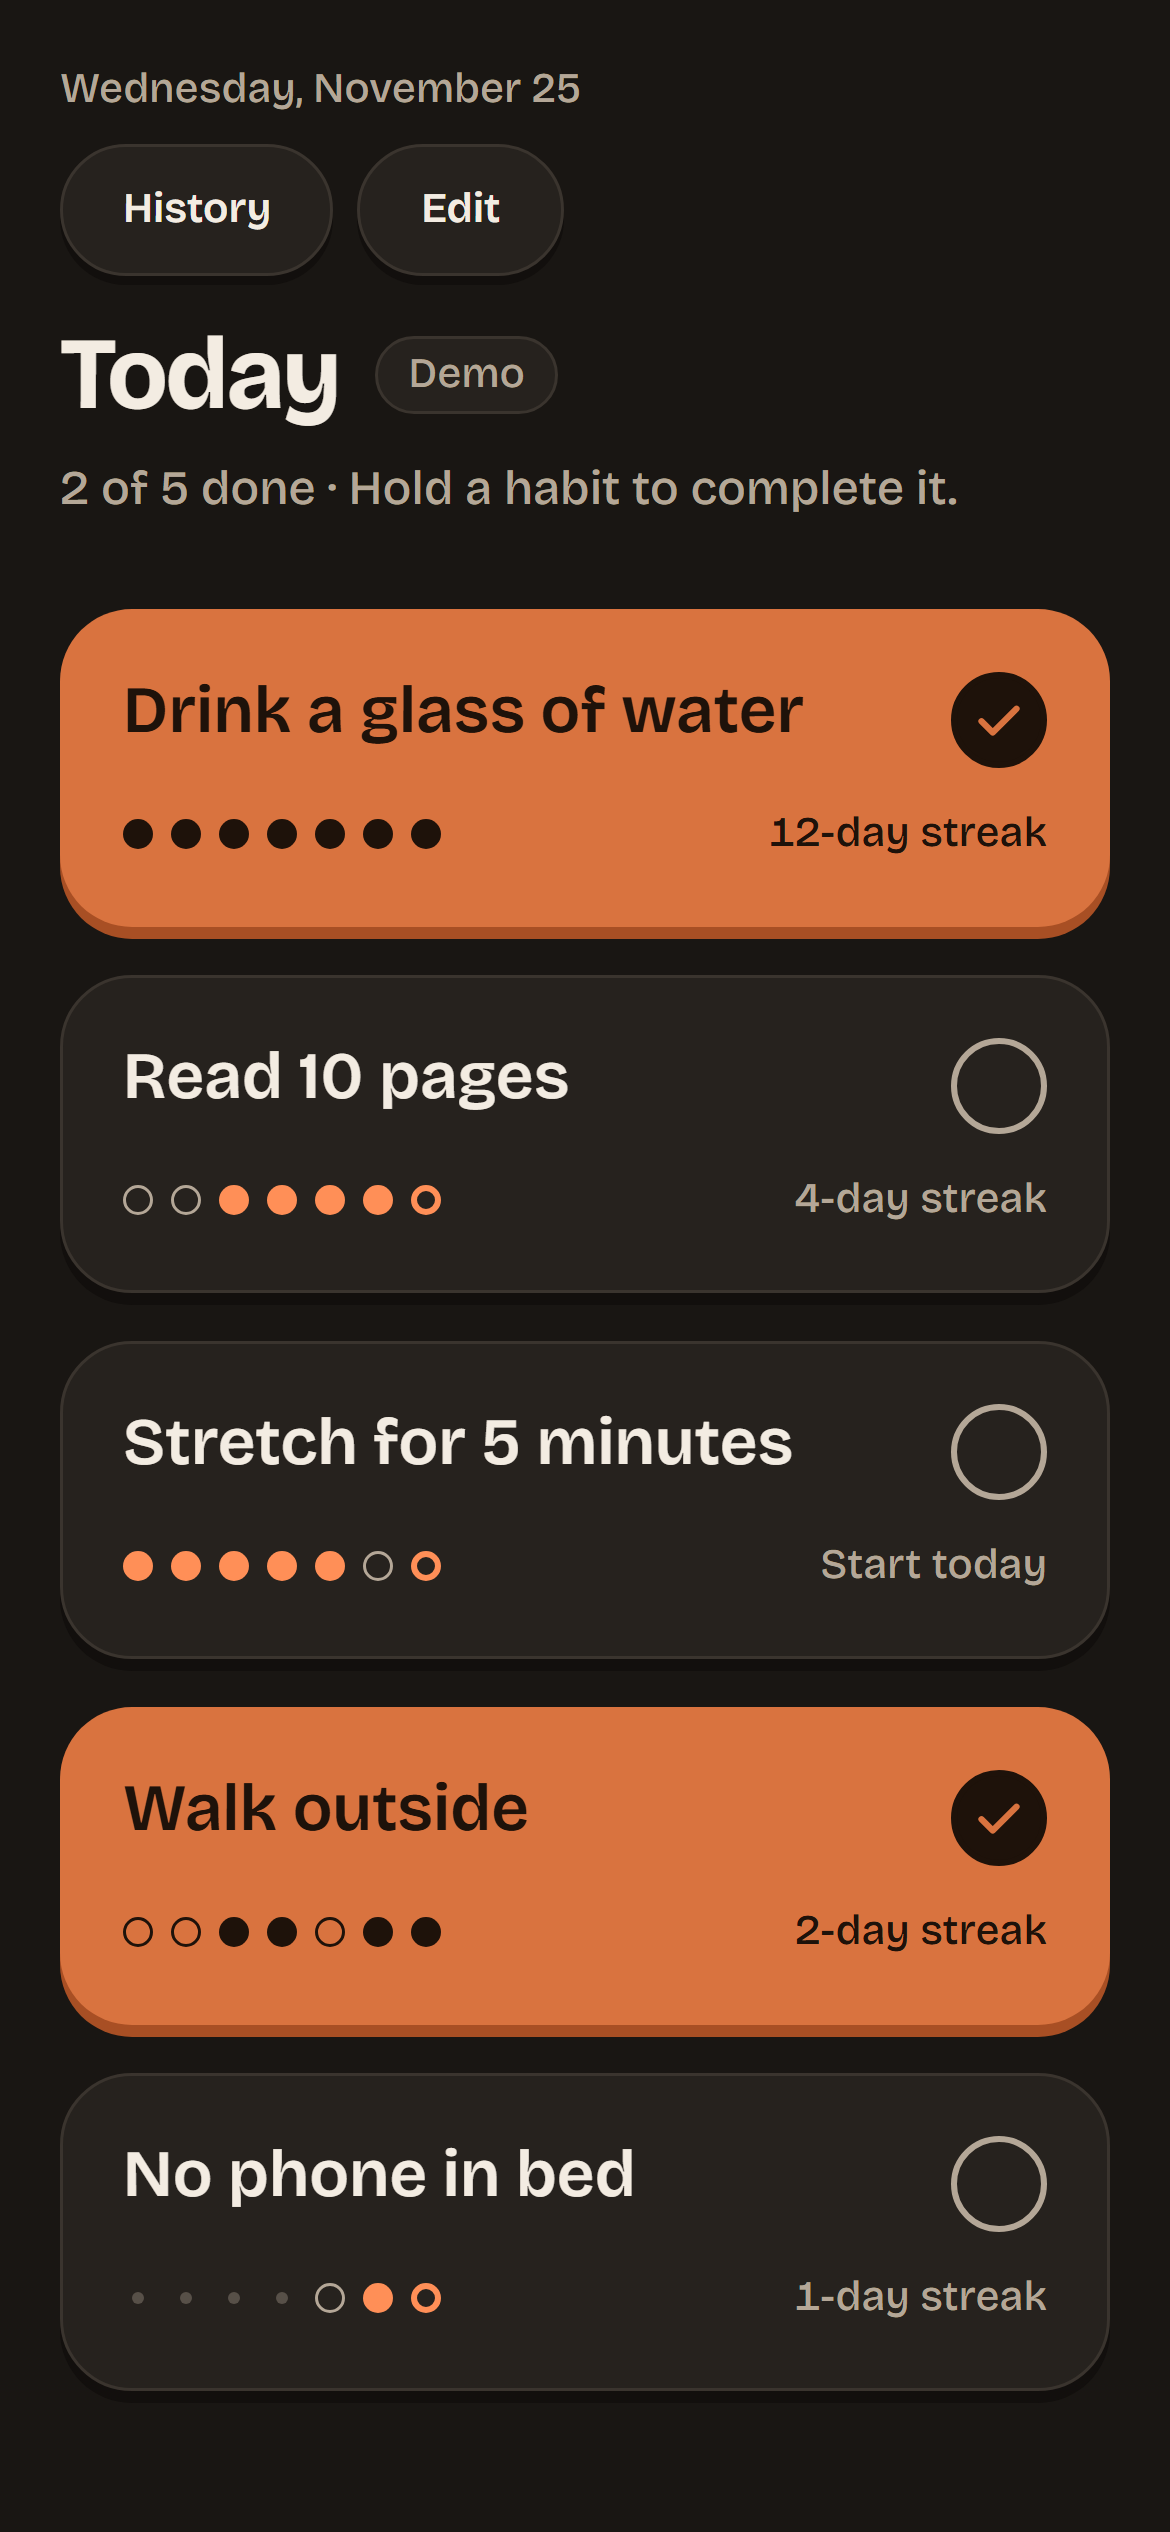 Wednesday, November 25
History
Edit
Today
Demo
2 of 5 done · Hold a habit to complete it.
Drink a glass of water
12-day streak
Read 10 pages
4-day streak
Stretch for 5 minutes
Start today
Walk outside
2-day streak
No phone in bed
1-day streak